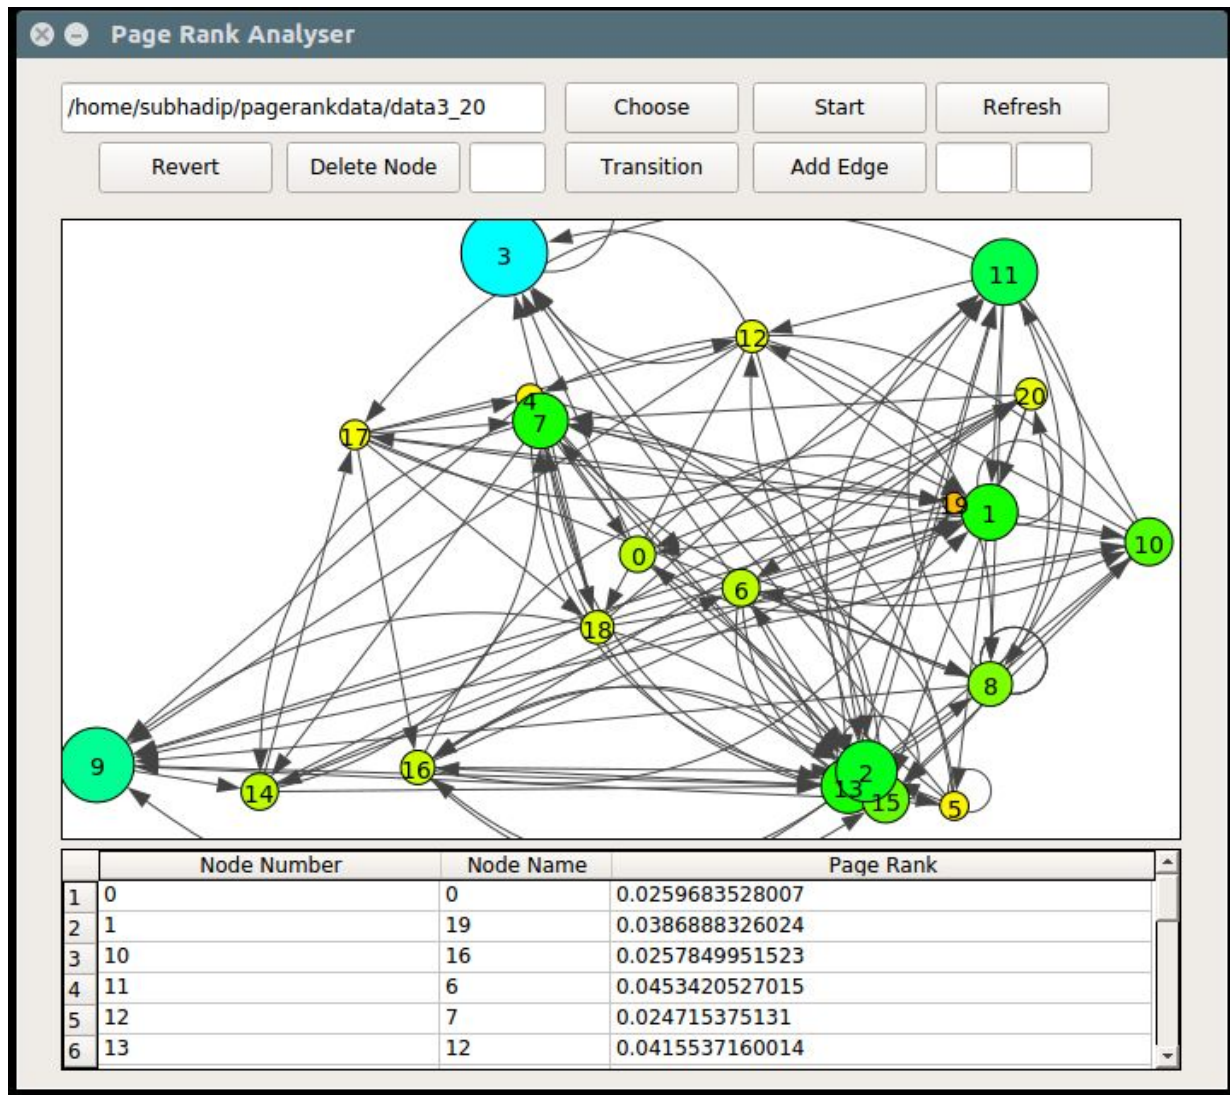 Page Rank Analyser
/home/subhadip/pagerankdata/data3_20 Choose Start Refresh
Revert Delete Node Transition Add Edge
3
11
12
20
4
7
17
19
1
10
0
6
18
8
9
16
2
14
13
15
5
Node Number Node Name Page Rank
1 0 0 0.0259683528007
2 1 19 0.0386888326024
3 10 16 0.0257849951523
4 11 6 0.0453420527015
5 12 7 0.024715375131
6 13 12 0.0415537160014